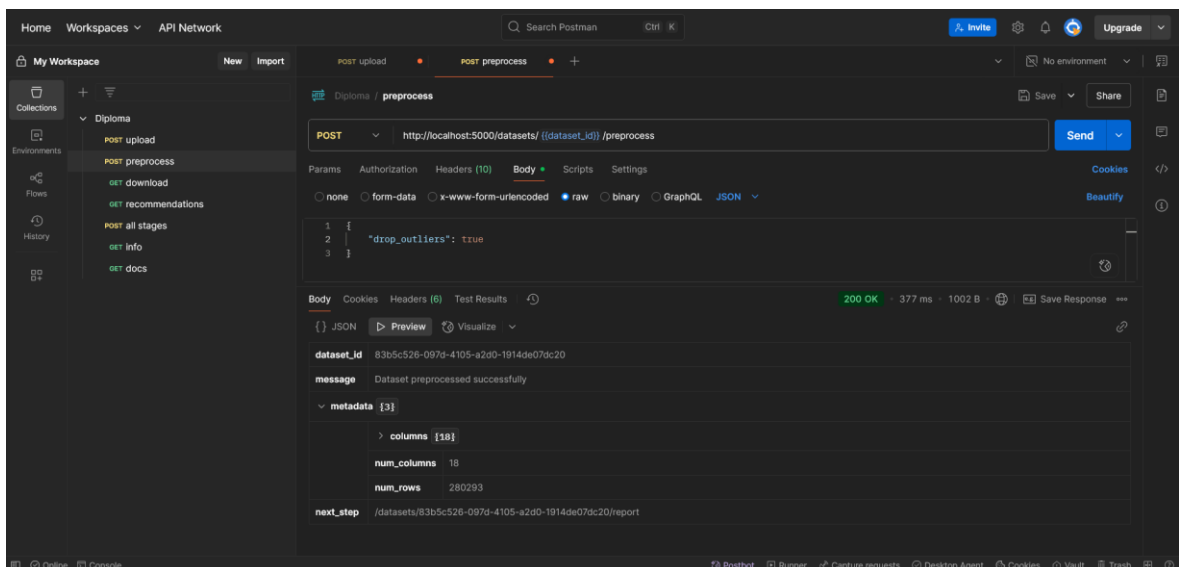 Home Workspaces API Network Search Postman Ctrl K Invite Upgrade
My Workspace New Import POST upload POST preprocess No environment
Collections
Environments
Flows
History
Diploma
POST upload
POST preprocess
GET download
GET recommendations
POST all stages
GET info
GET docs
HTTP Diploma / preprocess Save Share
POST http://localhost:5000/datasets/ {{dataset_id}} /preprocess Send
Params Authorization Headers (10) Body Scripts Settings Cookies
none form-data x-www-form-urlencoded raw binary GraphQL JSON Beautify
1 {
2 "drop_outliers": true
3 }
Body Cookies Headers (6) Test Results 200 OK 377 ms 1002 B Save Response
{} JSON Preview Visualize
dataset_id 83b5c526-097d-4105-a2d0-1914de07dc20
message Dataset preprocessed successfully
metadata {3}
columns [18]
num_columns 18
num_rows 280293
next_step /datasets/83b5c526-097d-4105-a2d0-1914de07dc20/report
Online Console Postbot Runner Capture requests Desktop Agent Cookies Vault Trash